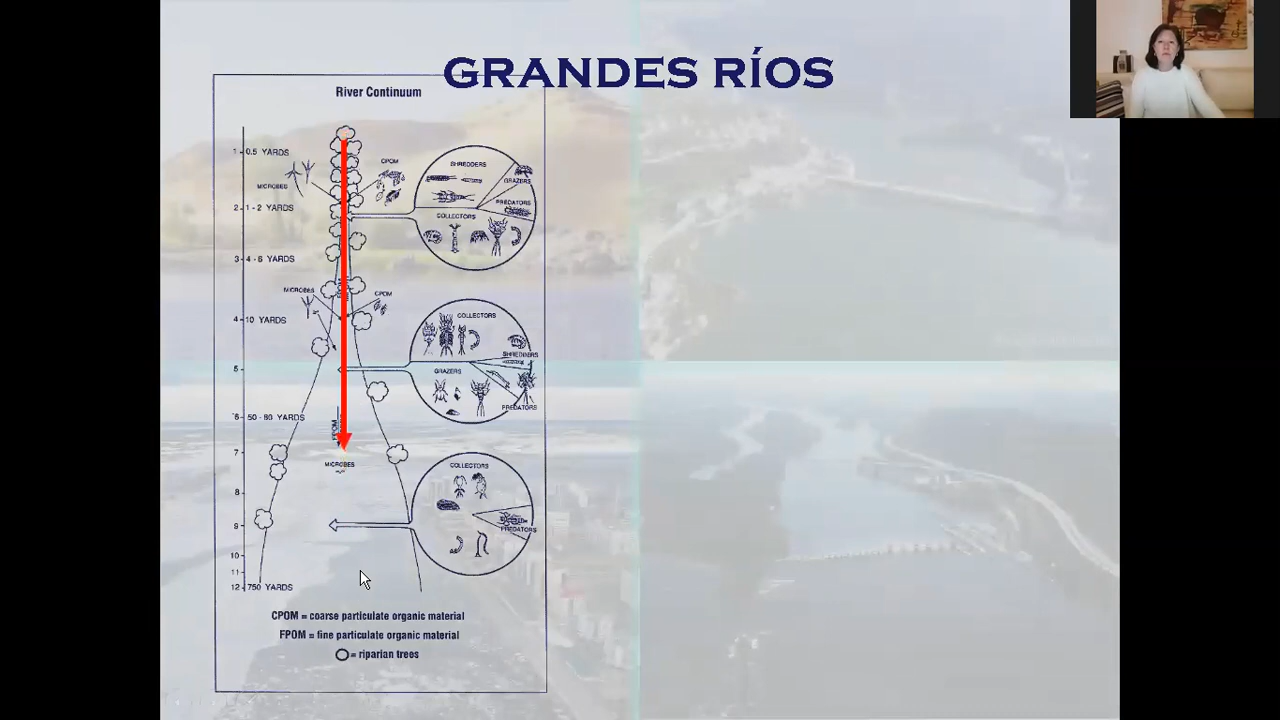 GRANDES RÍOS
River Continuum
1 0.5 YARDS
MICROBES
CPOM
SHREDDERS
GRAZERS
PREDATORS
COLLECTORS
2 1 - 2 YARDS
3 4 - 6 YARDS
MICROBES
CPOM
4 10 YARDS
COLLECTORS
SHREDDERS
GRAZERS
PREDATORS
5
6 50 - 80 YARDS
FPOM
7
MICROBES
COLLECTORS
PREDATORS
8
9
10
11
12 750 YARDS
CPOM = coarse particulate organic material
FPOM = fine particulate organic material
= riparian trees